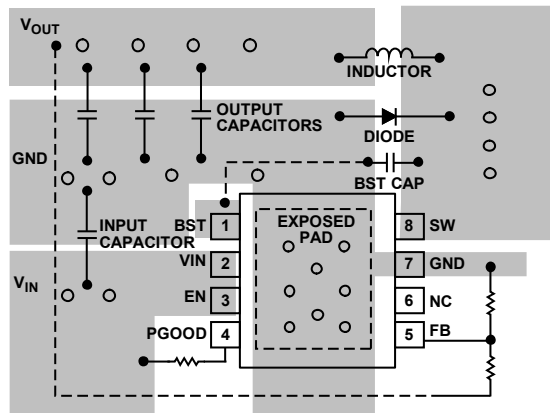 VOUT
INDUCTOR
OUTPUT
CAPACITORS
DIODE
GND
BST CAP
INPUT
CAPACITOR
BST 1
EXPOSED
PAD
8 SW
VIN 2
7 GND
VIN
EN 3
6 NC
PGOOD 4
5 FB